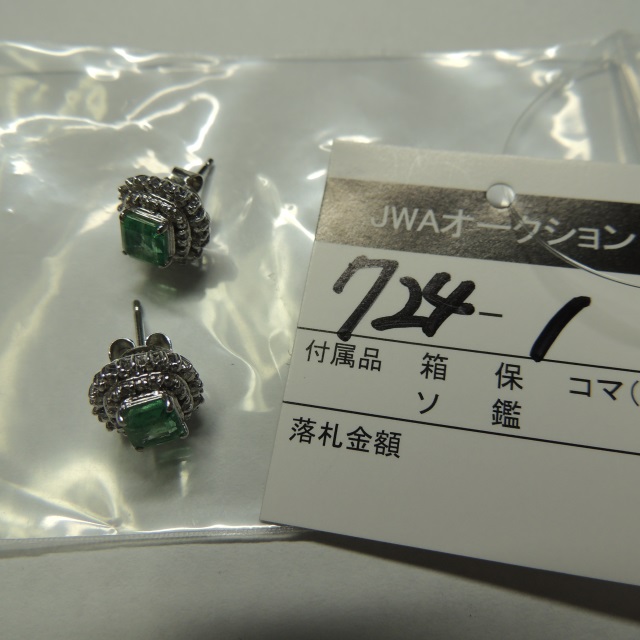 JWAオークション
724-1
付属品 箱 保 コマ(
ソ 鑑
落札金額